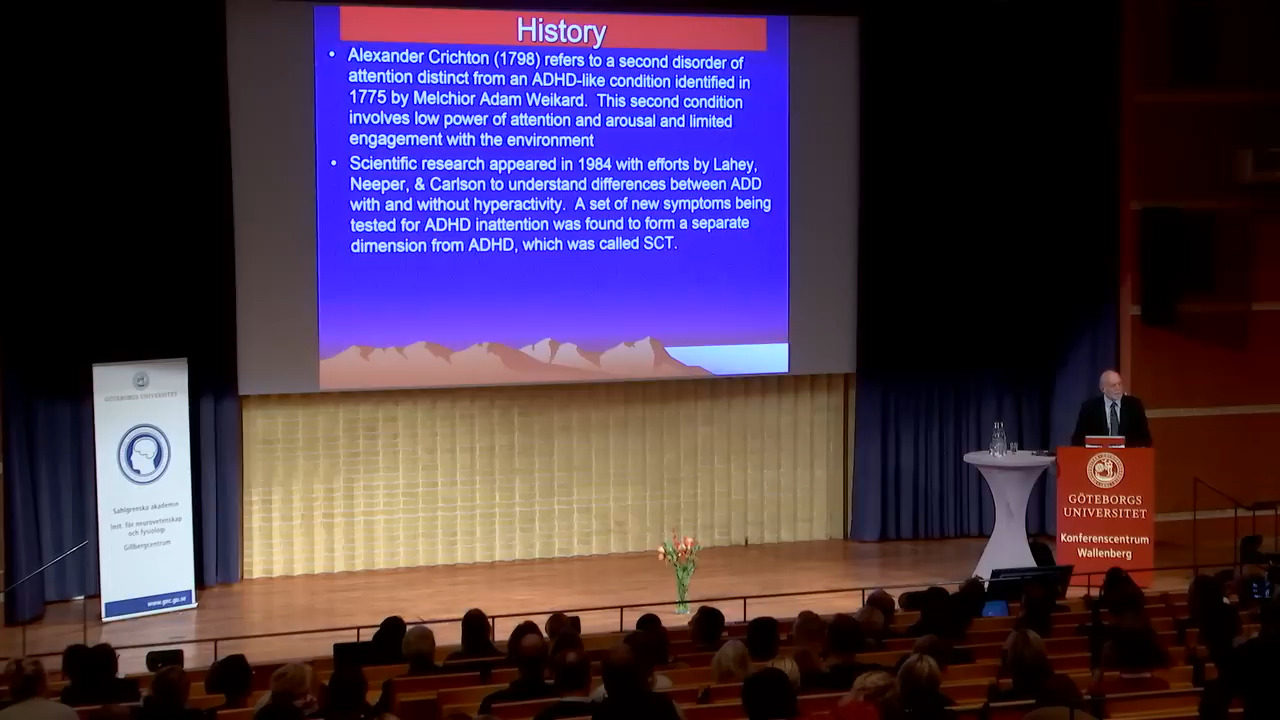 History
• Alexander Crichton (1798) refers to a second disorder of
attention distinct from an ADHD-like condition identified in
1775 by Melchior Adam Weikard. This second condition
involves low power of attention and arousal and limited
engagement with the environment
• Scientific research appeared in 1984 with efforts by Lahey,
Neeper, & Carlson to understand differences between ADD
with and without hyperactivity. A set of new symptoms being
tested for ADHD inattention was found to form a separate
dimension from ADHD, which was called SCT.
GÖTEBORGS UNIVERSITET
Sahlgrenska akademin
Inst. för neurovetenskap
och fysiologi
Gillbergcentrum
www.gnc.gu.se
GÖTEBORGS
UNIVERSITET
Konferenscentrum
Wallenberg